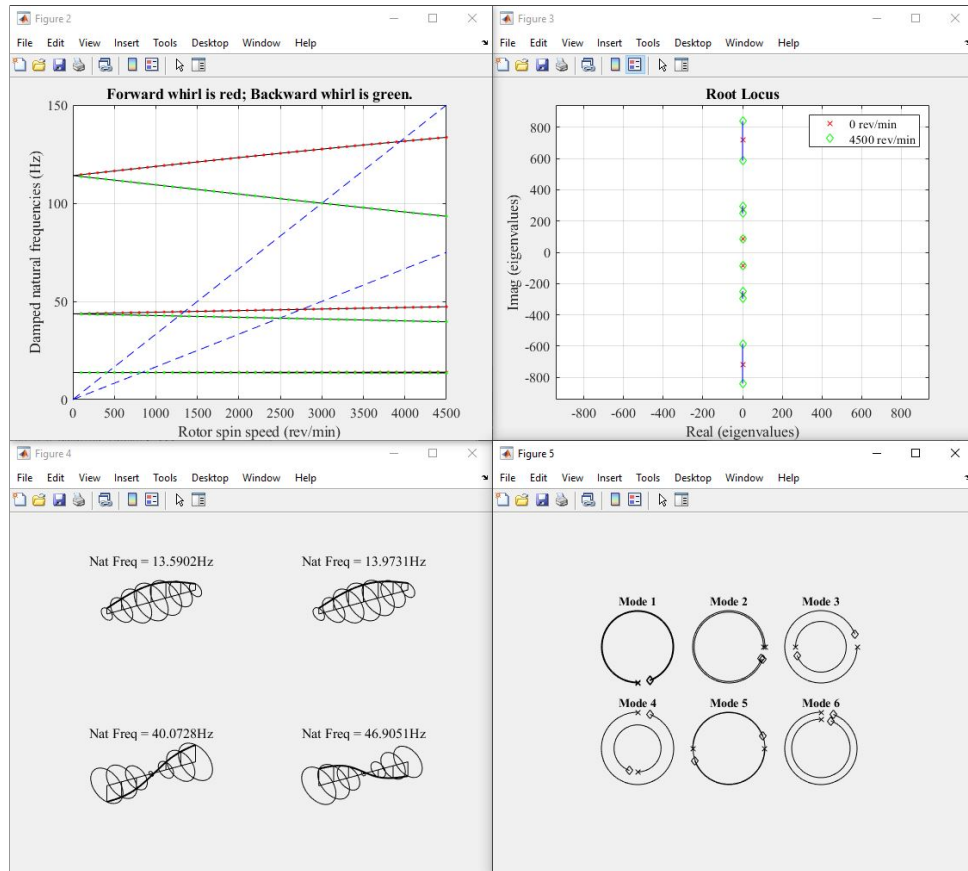 Figure 2
File Edit View Insert Tools Desktop Window Help
Forward whirl is red; Backward whirl is green.
Damped natural frequencies (Hz)
150
100
50
0
0 500 1000 1500 2000 2500 3000 3500 4000 4500
Rotor spin speed (rev/min)
Figure 3
File Edit View Insert Tools Desktop Window Help
Root Locus
0 rev/min
4500 rev/min
Imag (eigenvalues)
800
600
400
200
0
-200
-400
-600
-800
-800 -600 -400 -200 0 200 400 600 800
Real (eigenvalues)
Figure 4
File Edit View Insert Tools Desktop Window Help
Nat Freq = 13.5902Hz Nat Freq = 13.9731Hz
Nat Freq = 40.0728Hz Nat Freq = 46.9051Hz
Figure 5
File Edit View Insert Tools Desktop Window Help
Mode 1 Mode 2 Mode 3
Mode 4 Mode 5 Mode 6